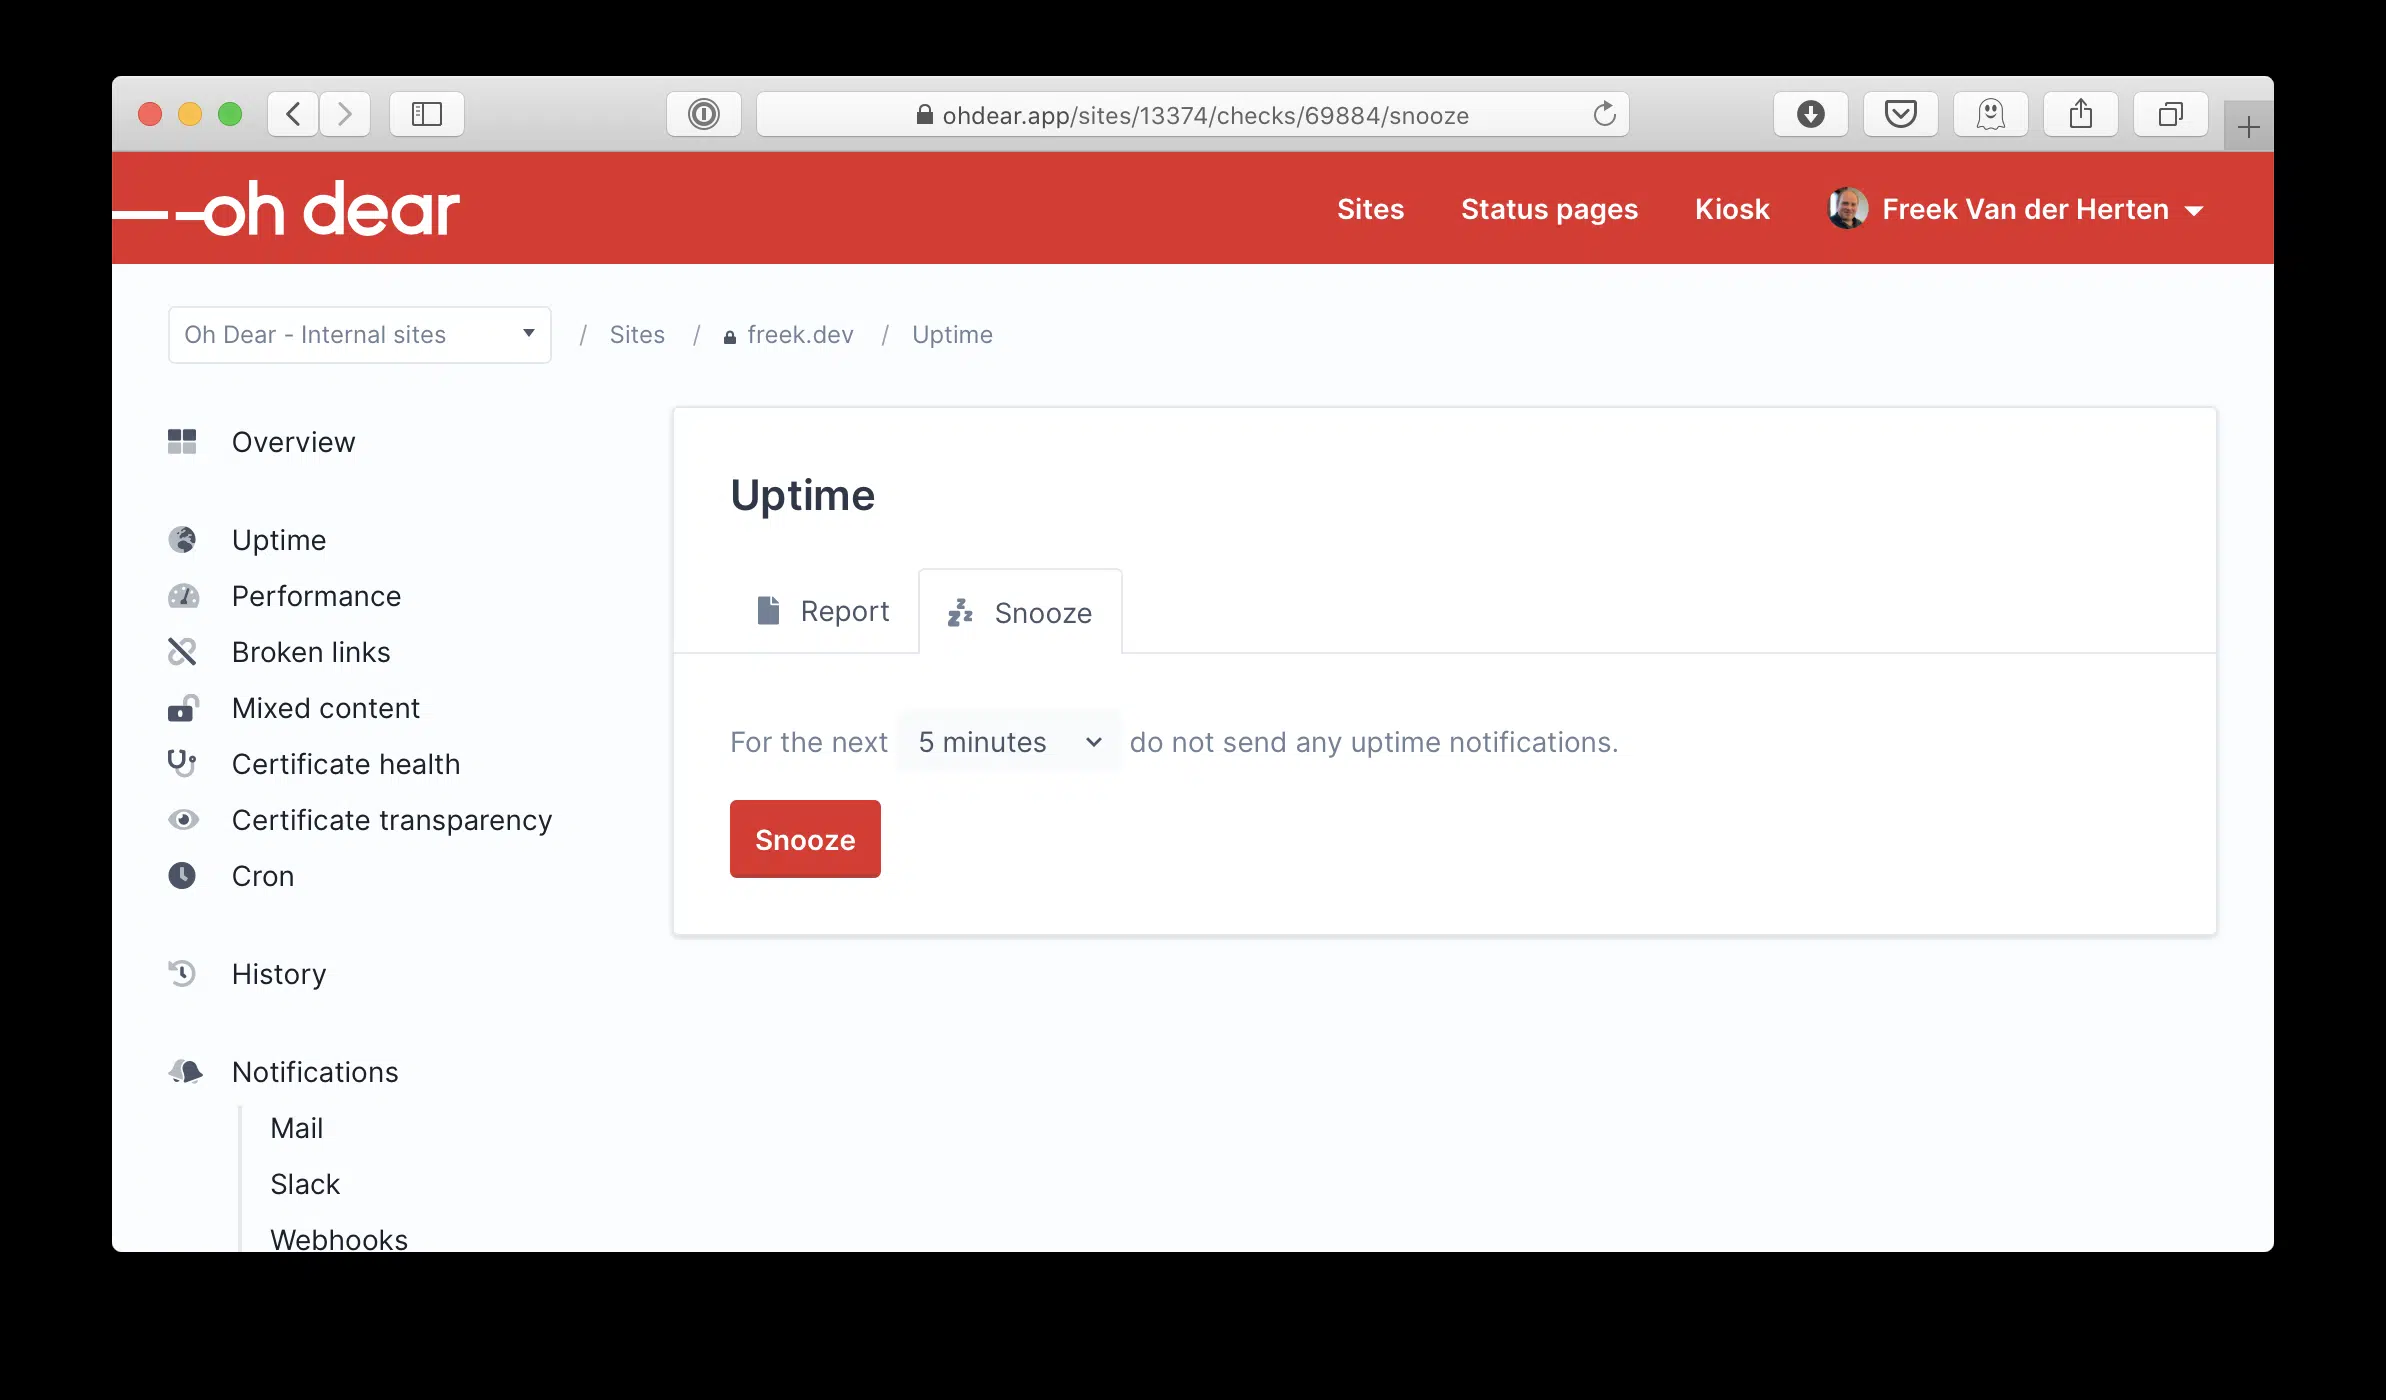 ohdear.app/sites/13374/checks/69884/snooze
oh dear
Sites Status pages Kiosk Freek Van der Herten
Oh Dear - Internal sites / Sites / freek.dev / Uptime
Overview
Uptime
Performance
Broken links
Mixed content
Certificate health
Certificate transparency
Cron
History
Notifications
Mail
Slack
Webhooks
Uptime
Report Snooze
For the next 5 minutes do not send any uptime notifications.
Snooze